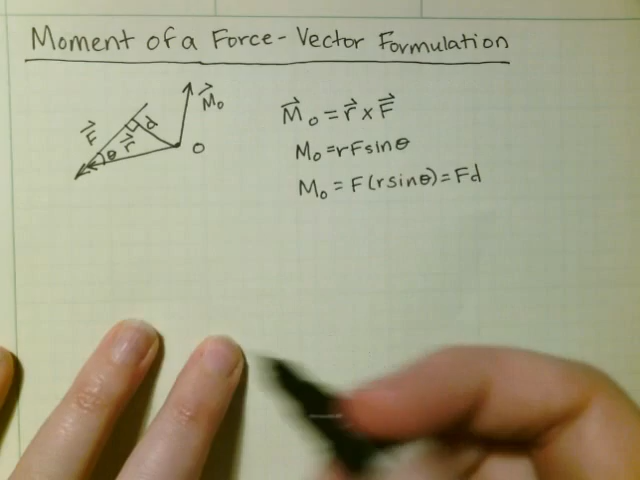 Moment of a Force - Vector Formulation
M⃗o
d
F⃗
r⃗
θ
O
M⃗o = r⃗ x F⃗
Mo = rFsinθ
Mo = F(rsinθ) = Fd